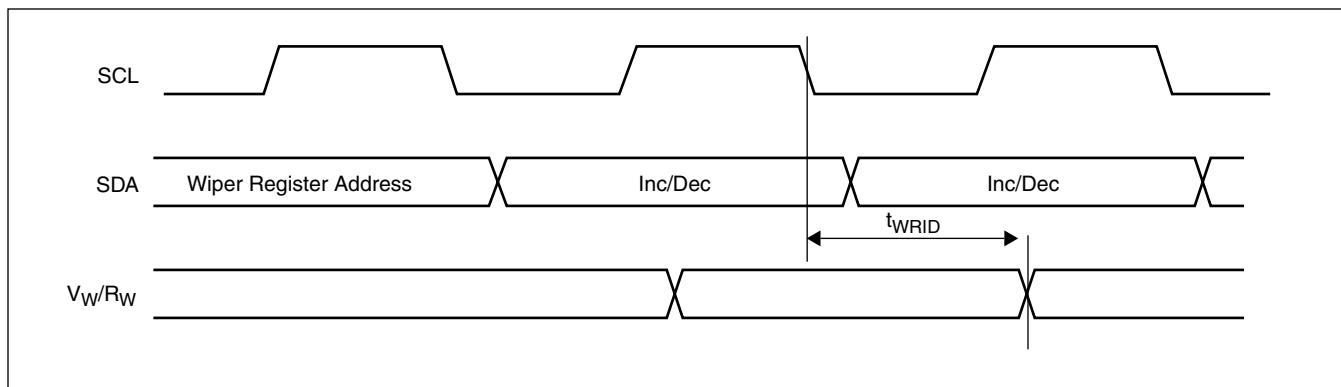 SCL
SDA
Wiper Register Address
Inc/Dec
Inc/Dec
tWRID
VW/RW